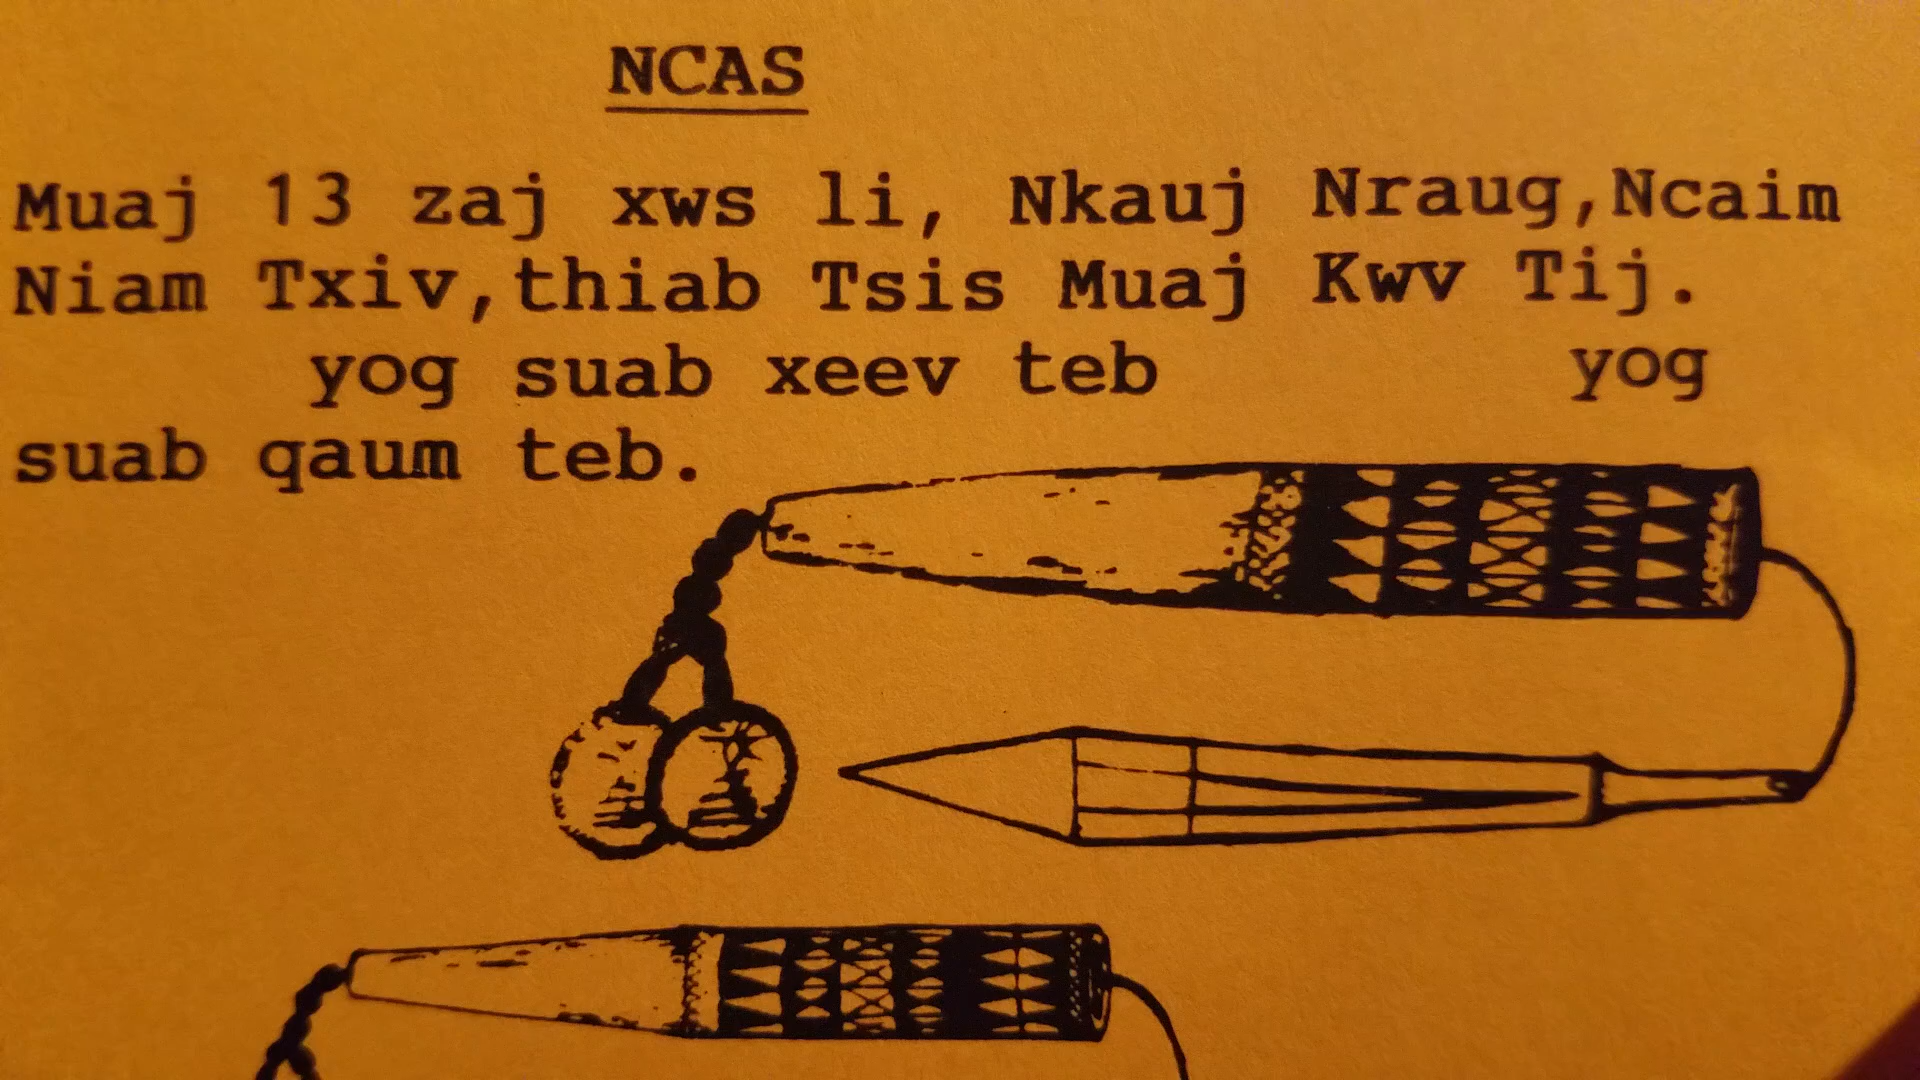 NCAS
Muaj 13 zaj xws li, Nkauj Nraug,Ncaim
Niam Txiv,thiab Tsis Muaj Kwv Tij.
yog suab xeev teb yog
suab qaum teb.